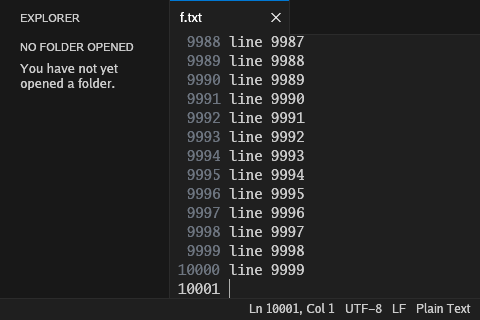 EXPLORER
NO FOLDER OPENED
You have not yet
opened a folder.
f.txt
9988 line 9987
9989 line 9988
9990 line 9989
9991 line 9990
9992 line 9991
9993 line 9992
9994 line 9993
9995 line 9994
9996 line 9995
9997 line 9996
9998 line 9997
9999 line 9998
10000 line 9999
10001
Ln 10001, Col 1 UTF-8 LF Plain Text